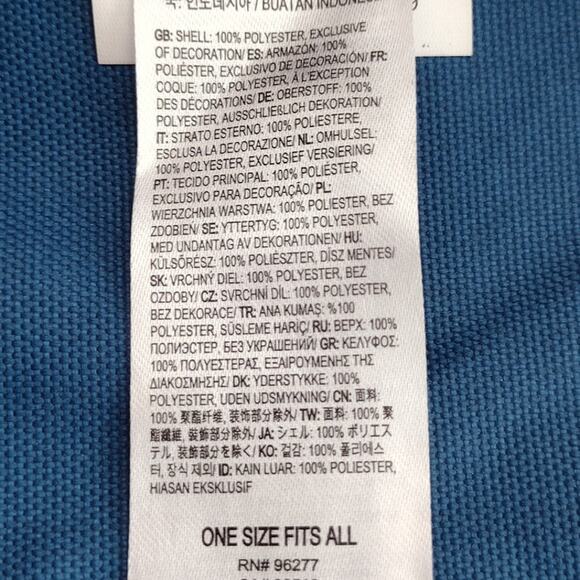 국: 인도네시아 / BUATAN INDONESIA
GB: SHELL: 100% POLYESTER, EXCLUSIVE
OF DECORATION/ ES: ARMAZÓN: 100%
POLIÉSTER, EXCLUSIVO DE DECORACIÓN/ FR:
COQUE: 100% POLYESTER, À L'EXCEPTION
DES DÉCORATIONS/ DE: OBERSTOFF: 100%
POLYESTER, AUSSCHLIEẞLICH DEKORATION/
IT: STRATO ESTERNO: 100% POLIESTERE,
ESCLUSA LA DECORAZIONE/ NL: OMHULSEL:
100% POLYESTER, EXCLUSIEF VERSIERING/
PT: TECIDO PRINCIPAL: 100% POLIÉSTER,
EXCLUSIVO PARA DECORAÇÃO/ PL:
WIERZCHNIA WARSTWA: 100% POLIESTER, BEZ
ZDOBIEŃ/ SE: YTTERTYG: 100% POLYESTER,
MED UNDANTAG AV DEKORATIONEN/ HU:
KÜLSŐRÉSZ: 100% POLIÉSZTER, DÍSZ MENTES/
SK: VRCHNÝ DIEL: 100% POLYESTER, BEZ
OZDOBY/ CZ: SVRCHNÍ DÍL: 100% POLYESTER,
BEZ DEKORACE/ TR: ANA KUMAŞ: %100
POLYESTER, SÜSLEME HARİÇ/ RU: ВЕРХ: 100%
ПОЛИЭСТЕР, БЕЗ УКРАШЕНИЙ/ GR: ΚΕΛΥΦΟΣ:
100% ΠΟΛΥΕΣΤΕΡΑΣ, ΕΞΑΙΡΟΥΜΕΝΗΣ ΤΗΣ
ΔΙΑΚΟΣΜΗΣΗΣ/ DK: YDERSTYKKE: 100%
POLYESTER, UDEN UDSMYKNING/ CN: 面料:
100% 聚酯纤维, 装饰部分除外/ TW: 面料: 100% 聚
酯纖維, 裝飾部分除外/ JA: シェル: 100% ポリエス
テル, 装飾部分を除く/ KO: 겉감: 100% 폴리에스
터, 장식 제외/ ID: KAIN LUAR: 100% POLIESTER,
HIASAN EKSKLUSIF
ONE SIZE FITS ALL
RN# 96277